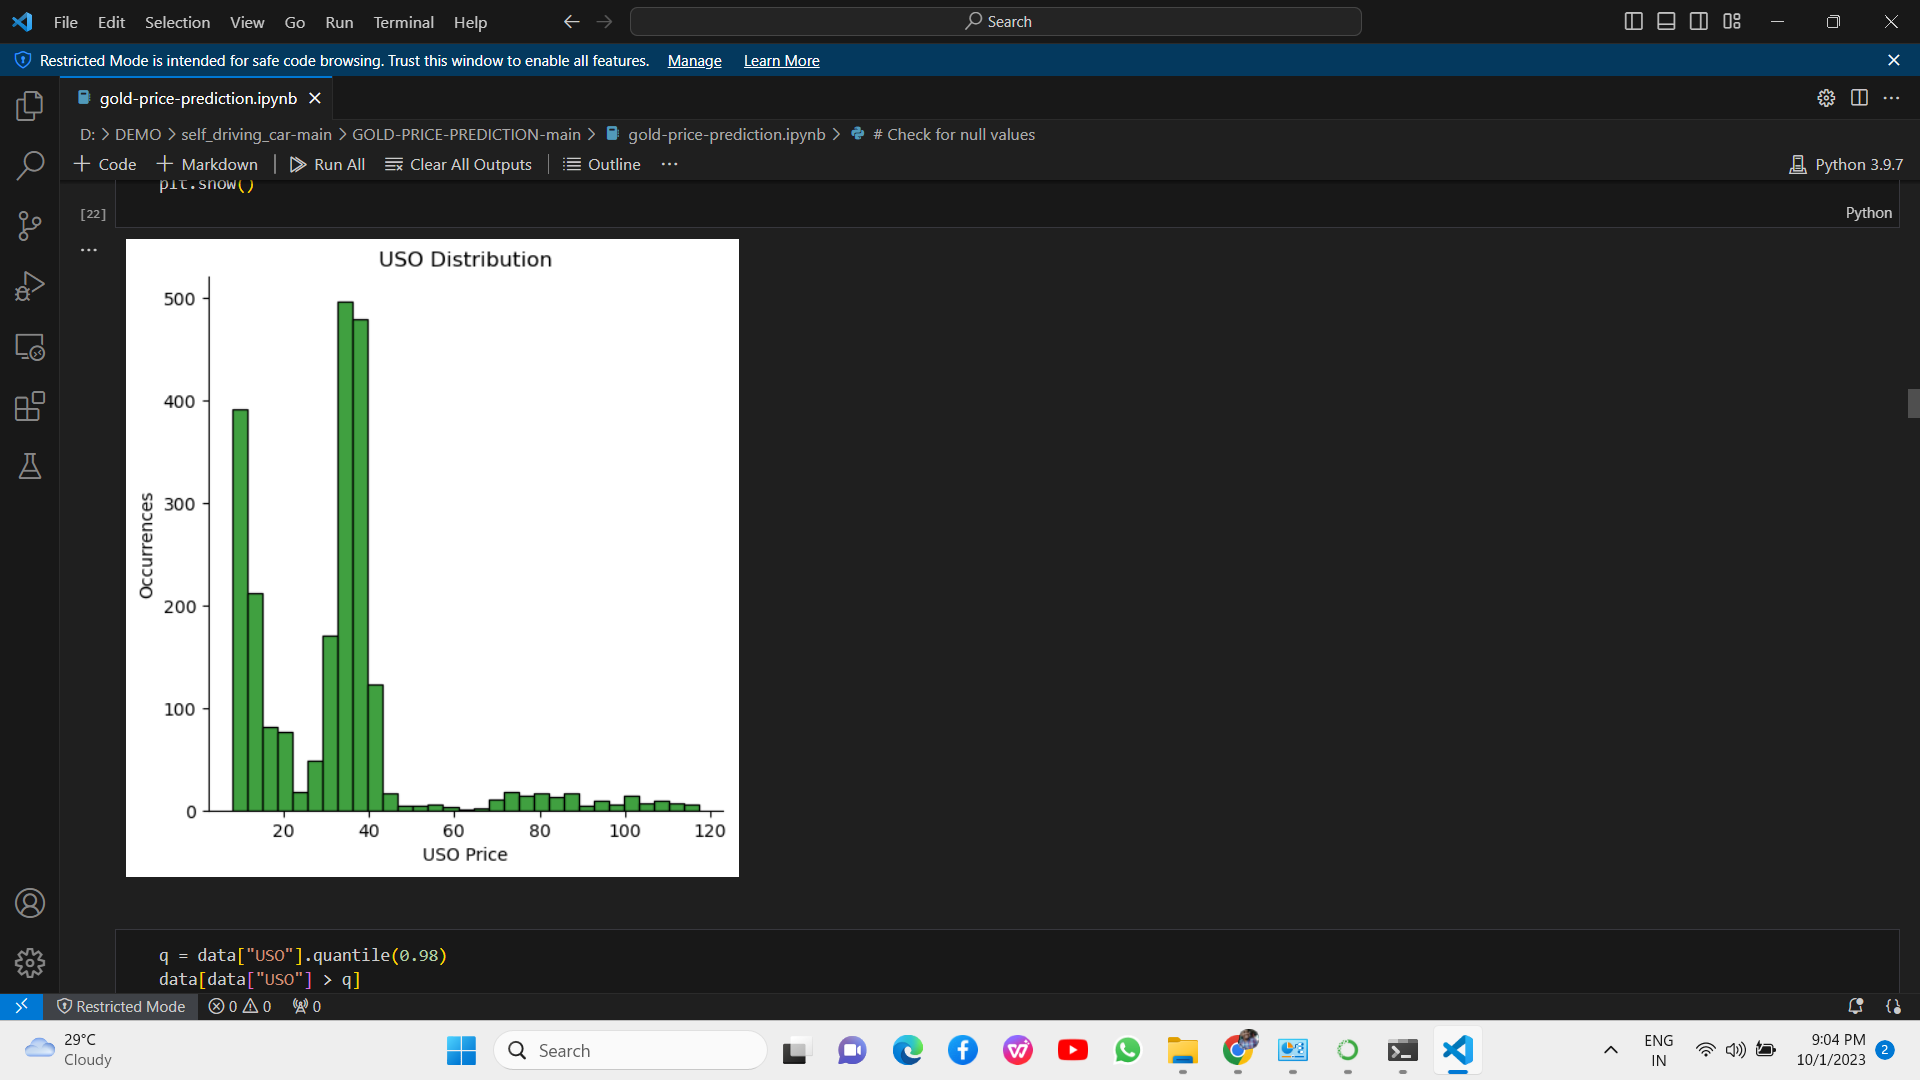 File Edit Selection View Go Run Terminal Help Search
Restricted Mode is intended for safe code browsing. Trust this window to enable all features. Manage Learn More
gold-price-prediction.ipynb
D: > DEMO > self_driving_car-main > GOLD-PRICE-PREDICTION-main > gold-price-prediction.ipynb > # Check for null values
+ Code + Markdown Run All Clear All Outputs Outline ... Python 3.9.7
plt.show()
[22] Python
...
USO Distribution
500
400
300
200
100
0
Occurrences
20 40 60 80 100 120
USO Price
q = data["USO"].quantile(0.98)
data[data["USO"] > q]
Restricted Mode 0 0 0
29°C
Cloudy
Search
ENG
IN
9:04 PM
10/1/2023
2